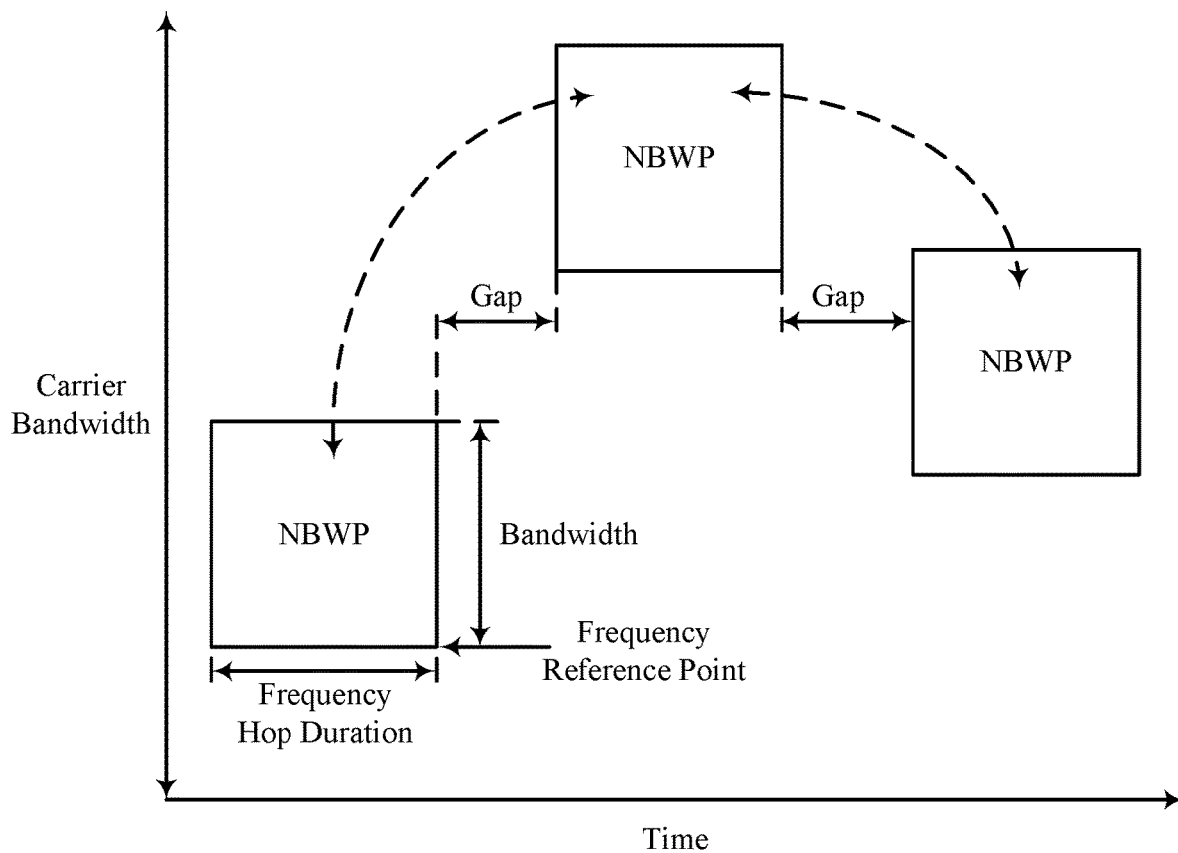 NBWP
Gap
Gap
NBWP
Carrier
Bandwidth
NBWP
Bandwidth
Frequency
Reference Point
Frequency
Hop Duration
Time